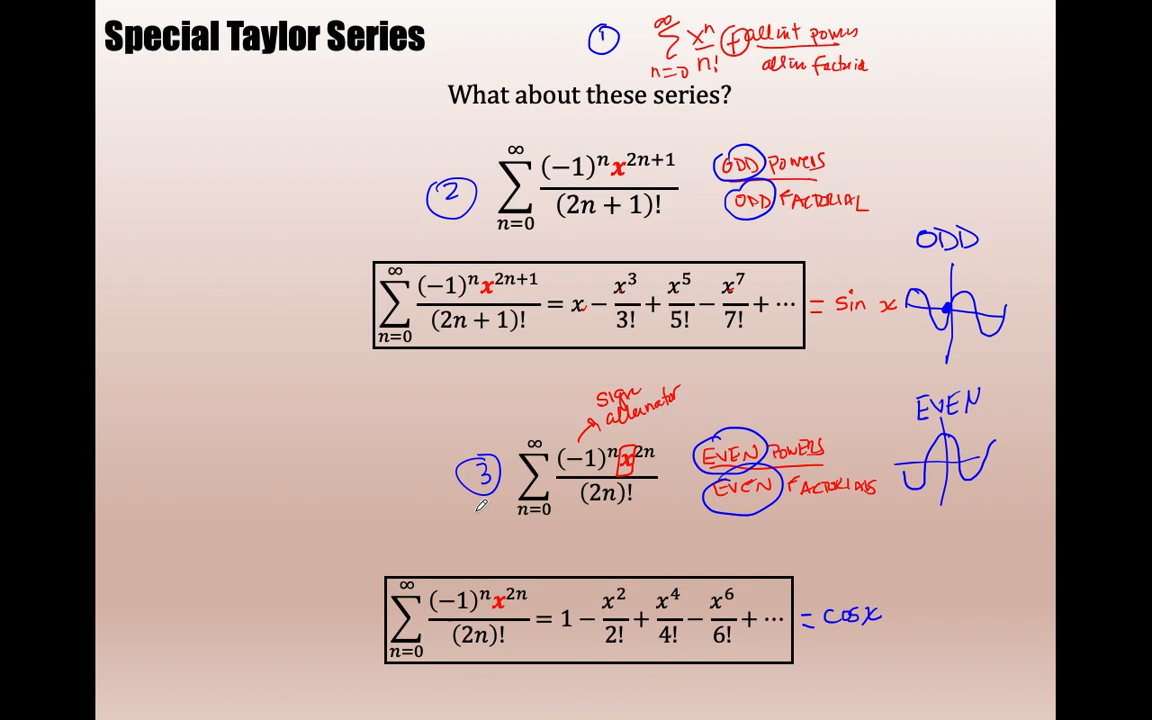 Special Taylor Series
① ∞ ∑ n=0 xⁿ/n! all int powers
all in factorial
What about these series?
② ∞ ∑ n=0 (−1)ⁿx²ⁿ⁺¹/(2n + 1)! ODD POWERS
ODD FACTORIAL
ODD
∞ ∑ n=0 (−1)ⁿx²ⁿ⁺¹/(2n + 1)! = x − x³/3! + x⁵/5! − x⁷/7! + ⋯ = sin x
sign
alternator
EVEN
③ ∞ ∑ n=0 (−1)ⁿx²ⁿ/(2n)! EVEN POWERS
EVEN FACTORIALS
∞ ∑ n=0 (−1)ⁿx²ⁿ/(2n)! = 1 − x²/2! + x⁴/4! − x⁶/6! + ⋯ = cos x